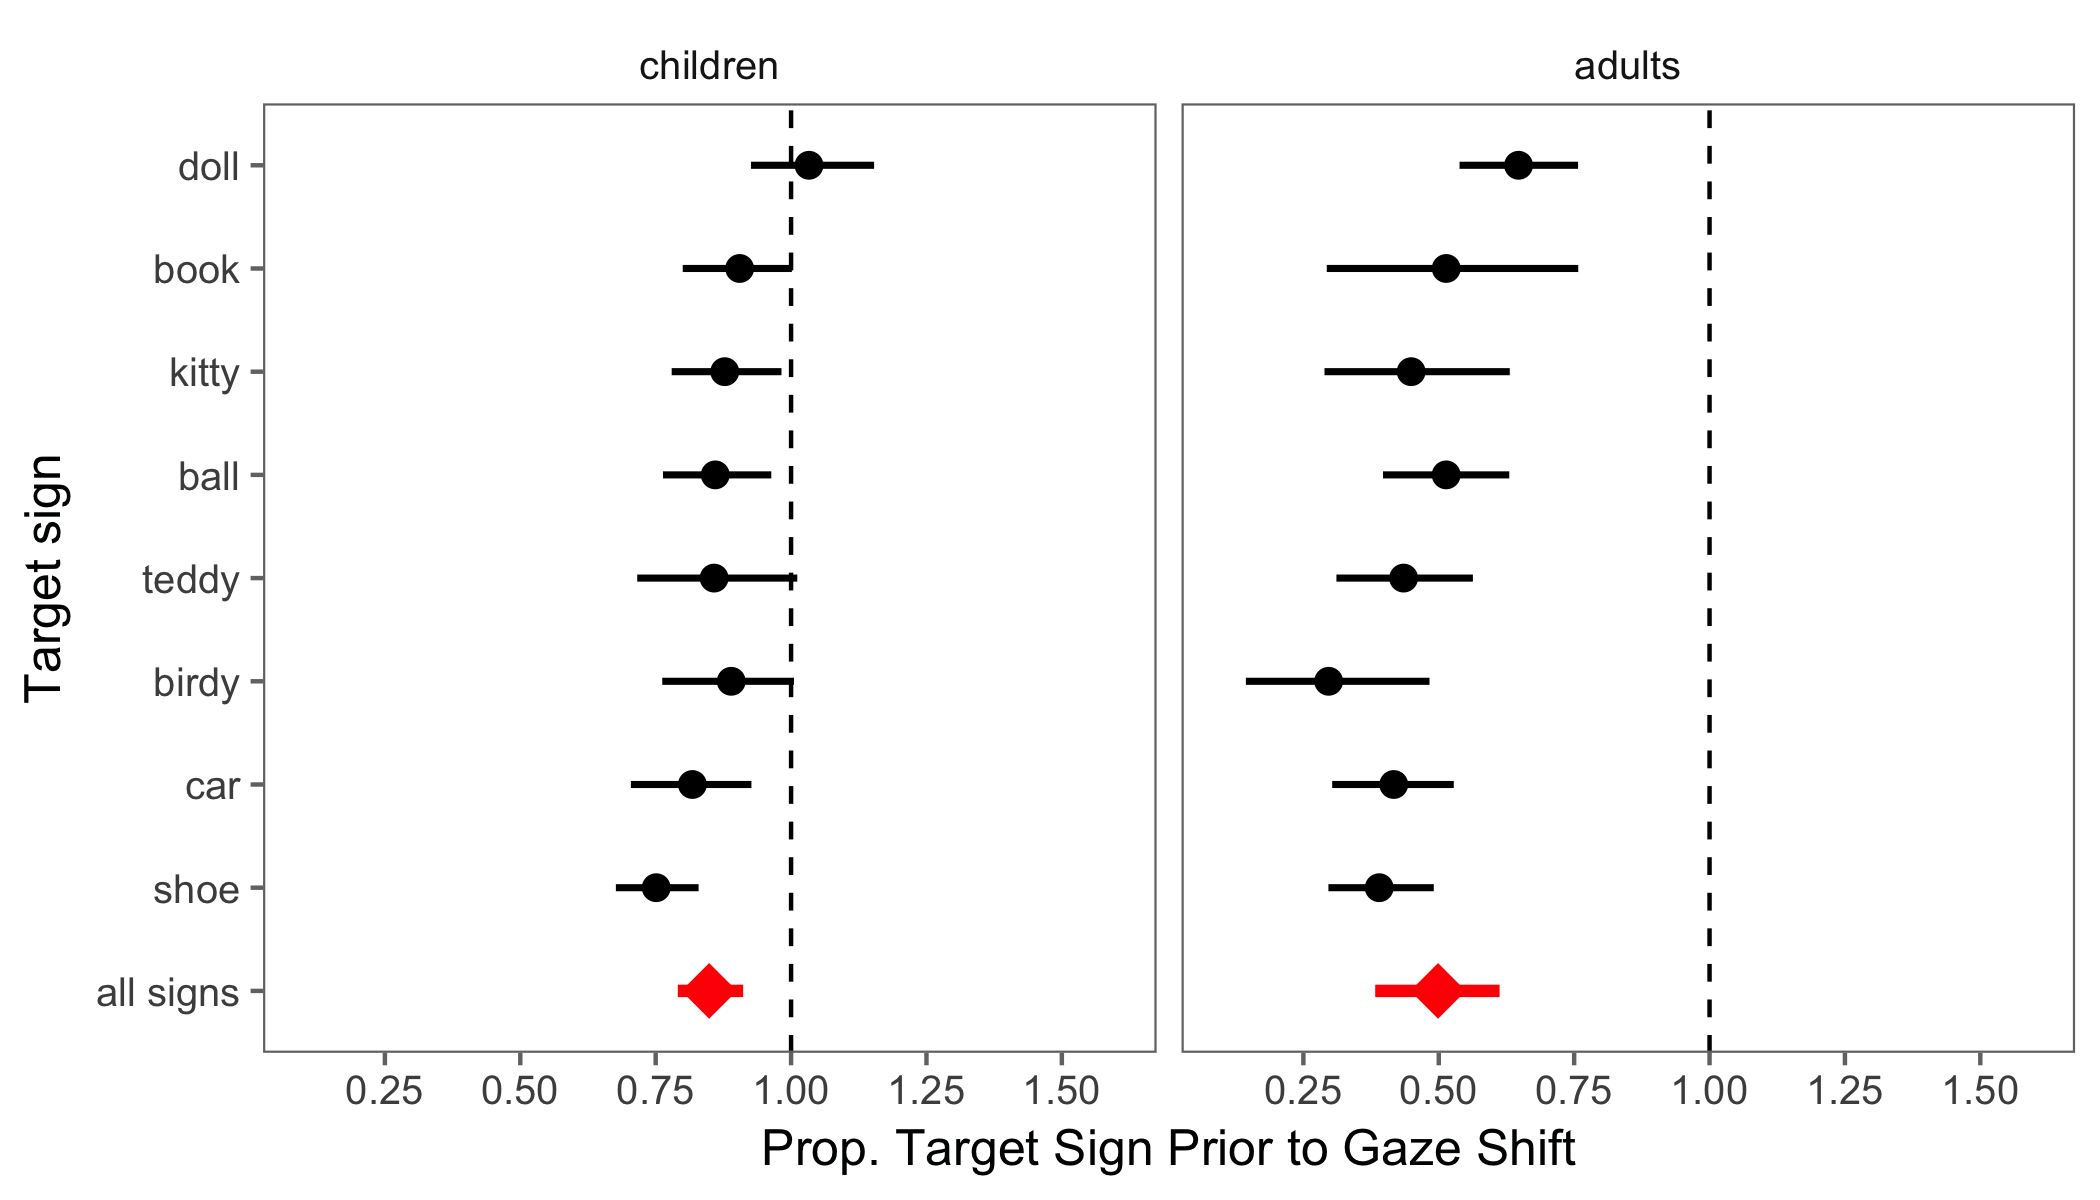 children
adults
Target sign
doll
book
kitty
ball
teddy
birdy
car
shoe
all signs
0.25 0.50 0.75 1.00 1.25 1.50
0.25 0.50 0.75 1.00 1.25 1.50
Prop. Target Sign Prior to Gaze Shift